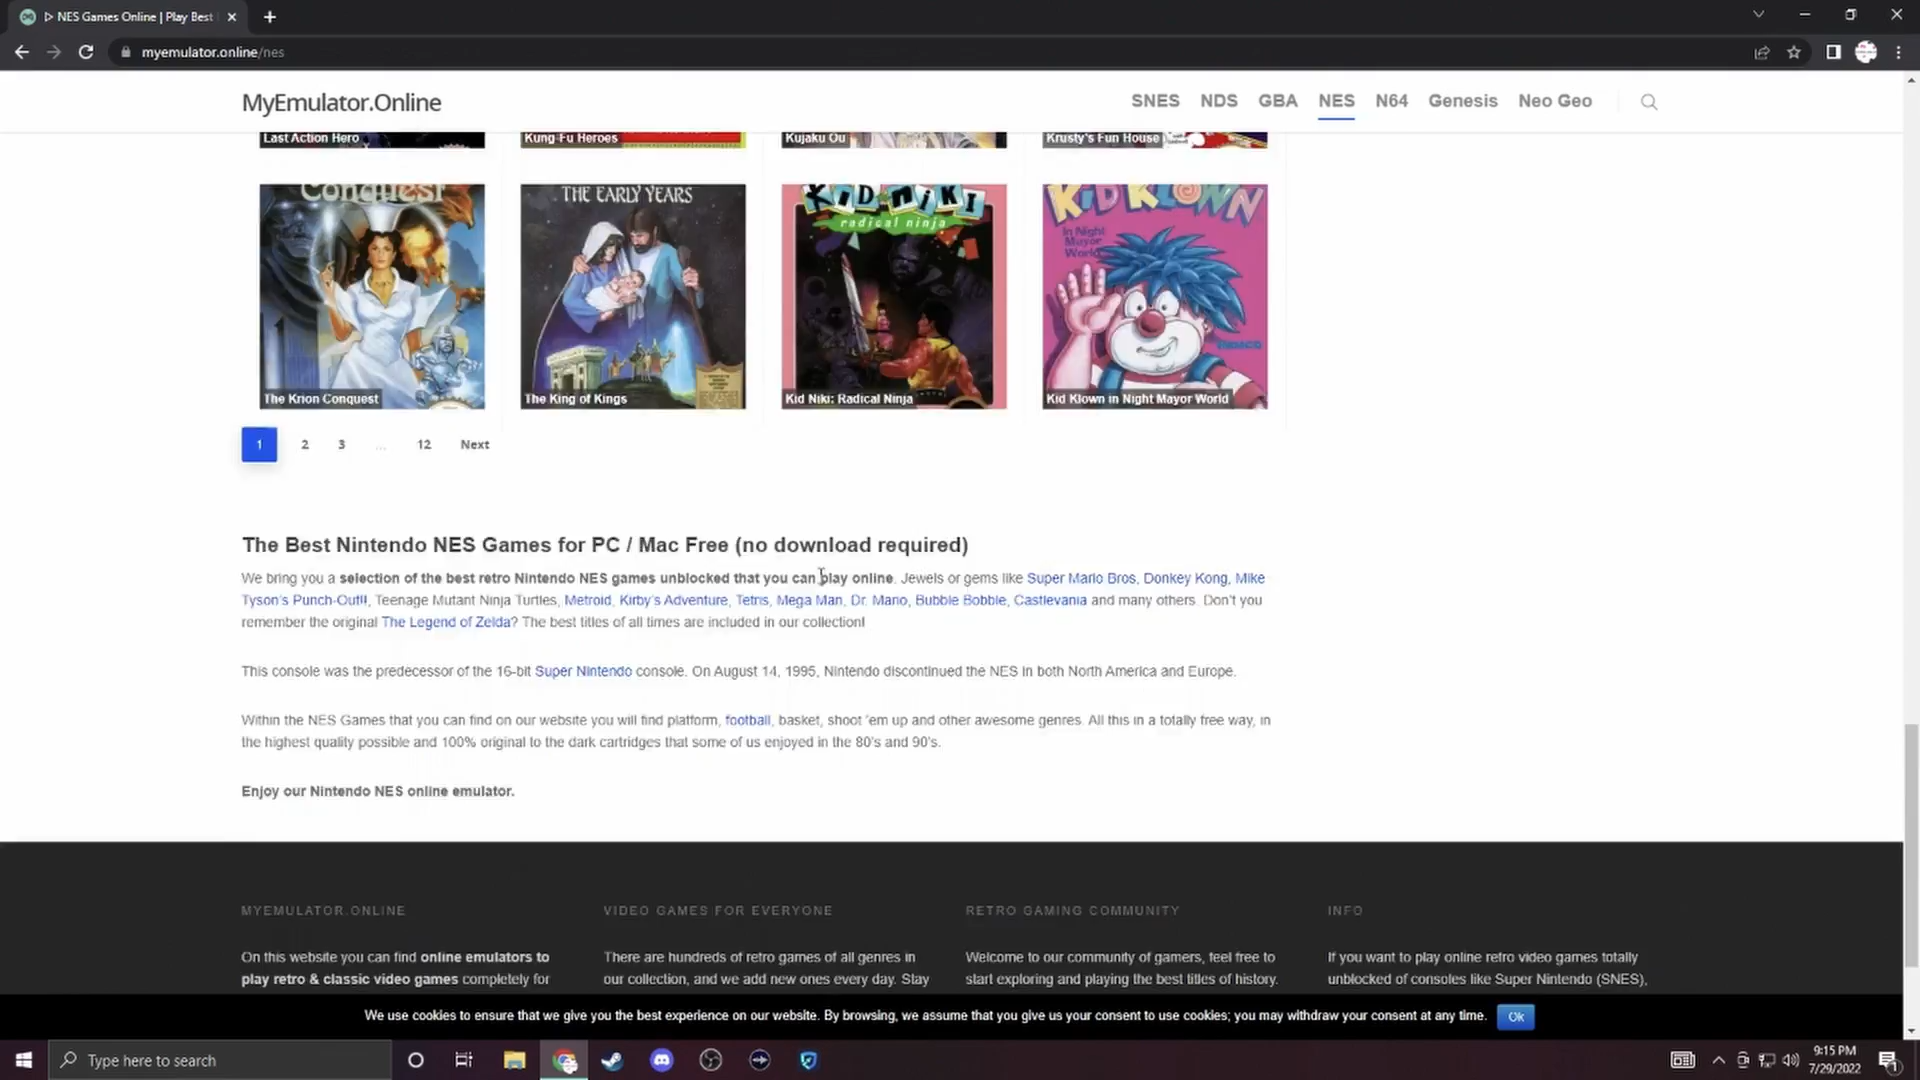 ▷ NES Games Online | Play Best
myemulator.online/nes
MyEmulator.Online
SNES NDS GBA NES N64 Genesis Neo Geo
Last Action Hero
Kung-Fu Heroes
Kujaku Ou
Krusty's Fun House
Conquest
THE EARLY YEARS
KiD NiKi
radical ninja
KiD KLOWN
In Night
Mayor
World
The Krion Conquest
The King of Kings
Kid Niki: Radical Ninja
Kid Klown in Night Mayor World
1 2 3 ... 12 Next
The Best Nintendo NES Games for PC / Mac Free (no download required)
We bring you a selection of the best retro Nintendo NES games unblocked that you can play online. Jewels or gems like Super Mario Bros, Donkey Kong, Mike
Tyson's Punch-Out!!, Teenage Mutant Ninja Turtles, Metroid, Kirby's Adventure, Tetris, Mega Man, Dr. Mario, Bubble Bobble, Castlevania and many others. Don't you
remember the original The Legend of Zelda? The best titles of all times are included in our collection!
This console was the predecessor of the 16-bit Super Nintendo console. On August 14, 1995, Nintendo discontinued the NES in both North America and Europe.
Within the NES Games that you can find on our website you will find platform, football, basket, shoot 'em up and other awesome genres. All this in a totally free way, in
the highest quality possible and 100% original to the dark cartridges that some of us enjoyed in the 80's and 90's.
Enjoy our Nintendo NES online emulator.
MYEMULATOR.ONLINE
VIDEO GAMES FOR EVERYONE
RETRO GAMING COMMUNITY
INFO
On this website you can find online emulators to
play retro & classic video games completely for
There are hundreds of retro games of all genres in
our collection, and we add new ones every day. Stay
Welcome to our community of gamers, feel free to
start exploring and playing the best titles of history.
If you want to play online retro video games totally
unblocked of consoles like Super Nintendo (SNES),
We use cookies to ensure that we give you the best experience on our website. By browsing, we assume that you give us your consent to use cookies; you may withdraw your consent at any time.
Ok
Type here to search
9:15 PM
7/29/2022
1